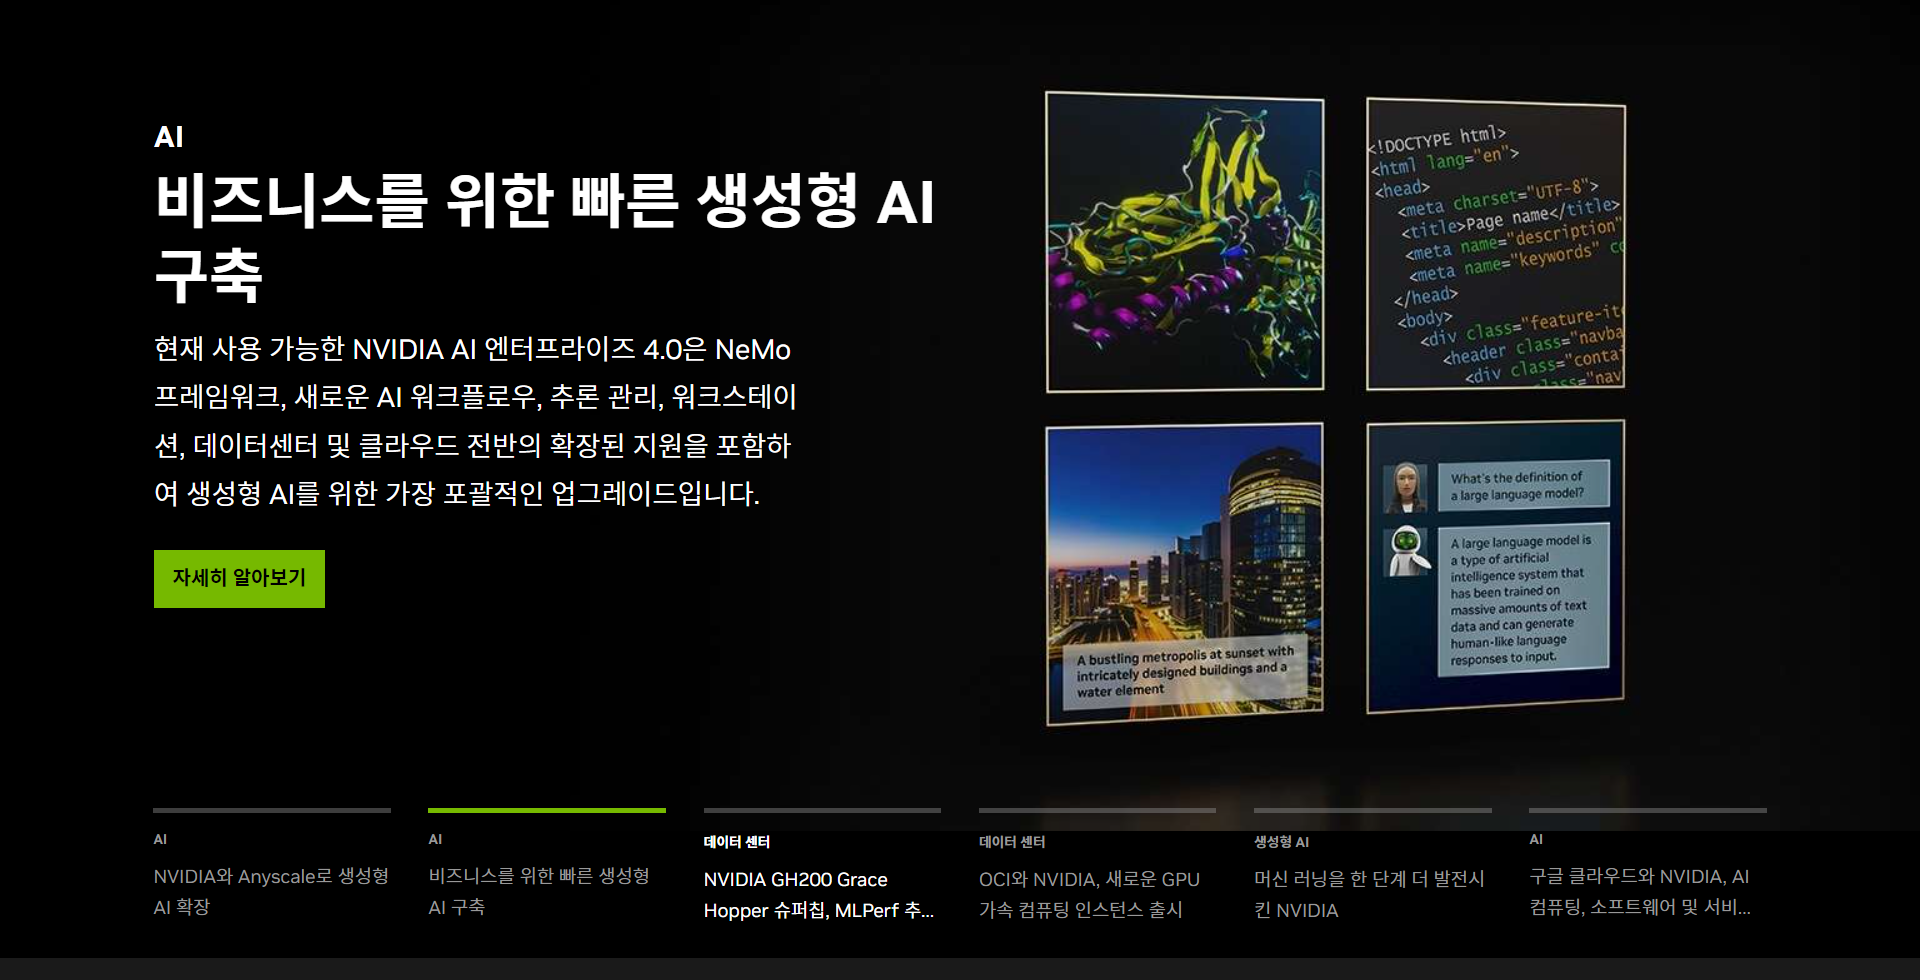 AI
비즈니스를 위한 빠른 생성형 AI
구축
현재 사용 가능한 NVIDIA AI 엔터프라이즈 4.0은 NeMo
프레임워크, 새로운 AI 워크플로우, 추론 관리, 워크스테이
션, 데이터센터 및 클라우드 전반의 확장된 지원을 포함하
여 생성형 AI를 위한 가장 포괄적인 업그레이드입니다.
자세히 알아보기
<!DOCTYPE html>
<html lang="en">
<head>
<meta charset="UTF-8">
<title>Page name</title>
<meta name="description"
<meta name="keywords" co
</head>
<body>
<div class="feature-ite
<header class="navba
<div class="contai
class="nav
A bustling metropolis at sunset with
intricately designed buildings and a
water element
What's the definition of
a large language model?
A large language model is
a type of artificial
intelligence system that
has been trained on
massive amounts of text
data and can generate
human-like language
responses to input.
AI
NVIDIA와 Anyscale로 생성형
AI 확장
AI
비즈니스를 위한 빠른 생성형
AI 구축
데이터 센터
NVIDIA GH200 Grace
Hopper 슈퍼칩, MLPerf 추...
데이터 센터
OCI와 NVIDIA, 새로운 GPU
가속 컴퓨팅 인스턴스 출시
생성형 AI
머신 러닝을 한 단계 더 발전시
킨 NVIDIA
AI
구글 클라우드와 NVIDIA, AI
컴퓨팅, 소프트웨어 및 서비...